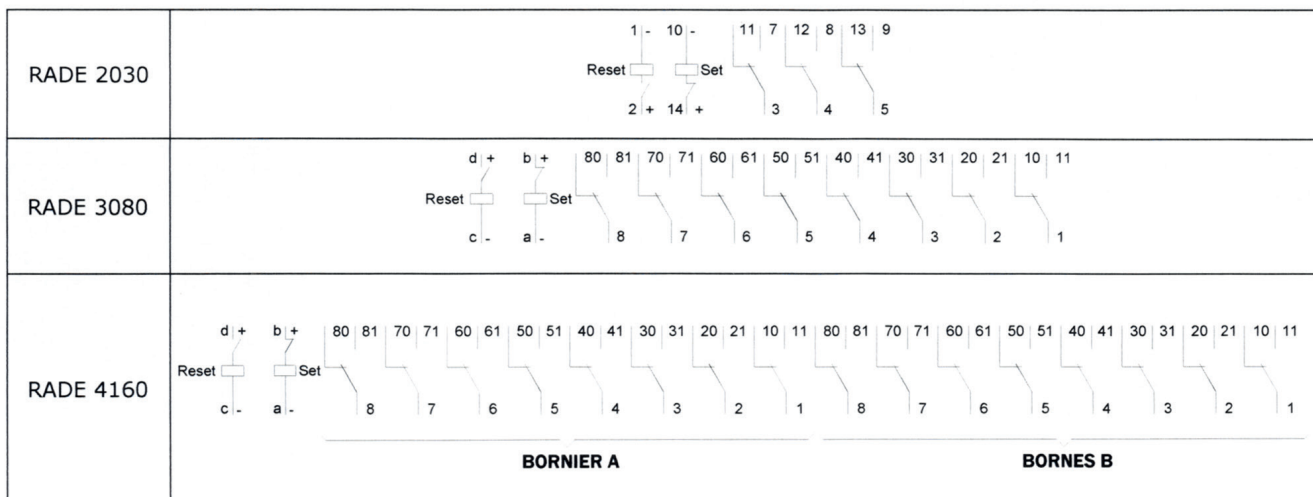 RADE 2030
1 - 10 - 11 7 12 8 13 9
Reset Set
2 + 14 + 3 4 5
RADE 3080
d + b + 80 81 70 71 60 61 50 51 40 41 30 31 20 21 10 11
Reset Set
c - a - 8 7 6 5 4 3 2 1
RADE 4160
d + b + 80 81 70 71 60 61 50 51 40 41 30 31 20 21 10 11 80 81 70 71 60 61 50 51 40 41 30 31 20 21 10 11
Reset Set
c - a - 8 7 6 5 4 3 2 1 8 7 6 5 4 3 2 1
BORNIER A BORNES B